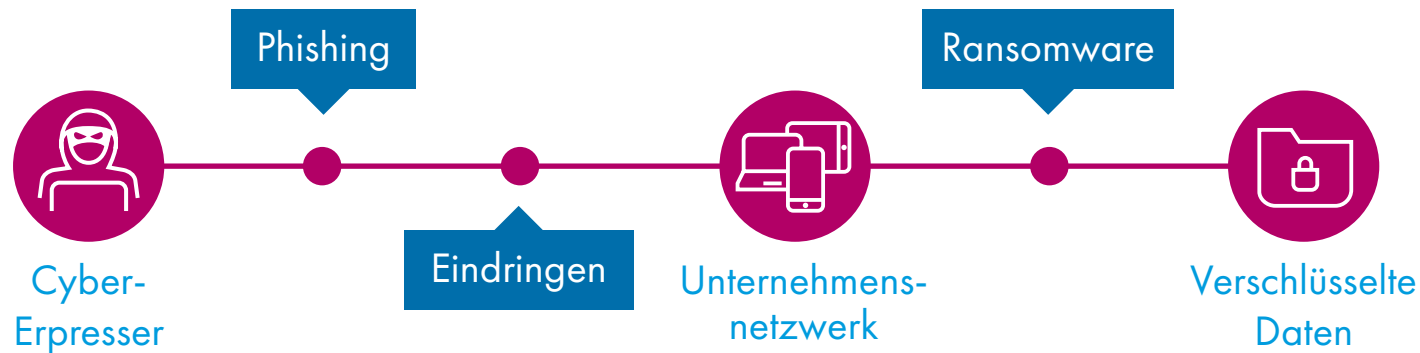 Phishing
Ransomware
Eindringen
Cyber-
Erpresser
Unternehmens-
netzwerk
Verschlüsselte
Daten